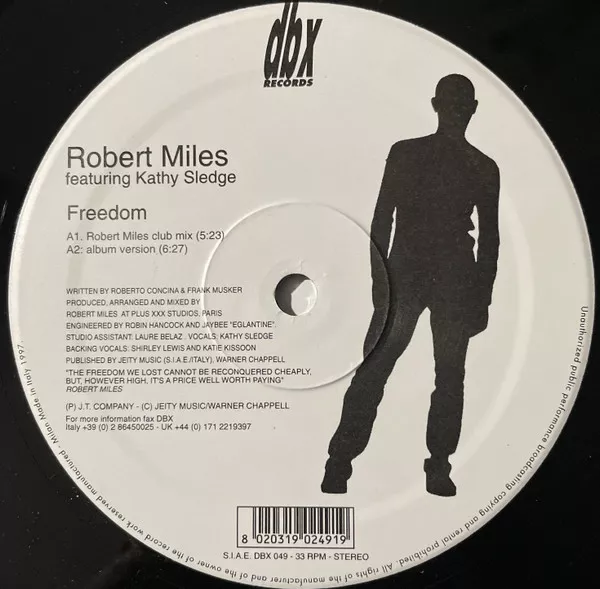 dbx
RECORDS
Robert Miles
featuring Kathy Sledge
Freedom
A1. Robert Miles club mix (5:23)
A2: album version (6:27)
WRITTEN BY ROBERTO CONCINA & FRANK MUSKER
PRODUCED, ARRANGED AND MIXED BY
ROBERT MILES AT PLUS XXX STUDIOS, PARIS
ENGINEERED BY ROBIN HANCOCK AND JAYBEE "EGLANTINE".
STUDIO ASSISTANT: LAURE BELAZ . VOCALS: KATHY SLEDGE
BACKING VOCALS: SHIRLEY LEWIS AND KATIE KISSOON
PUBLISHED BY JEITY MUSIC (S.I.A.E./ITALY), WARNER CHAPPELL
"THE FREEDOM WE LOST CANNOT BE RECONQUERED CHEAPLY,
BUT, HOWEVER HIGH, IT'S A PRICE WELL WORTH PAYING"
ROBERT MILES
(P) J.T. COMPANY - (C) JEITY MUSIC/WARNER CHAPPELL
For more information fax DBX
Italy +39 (0) 2 86450025 - UK +44 (0) 171 2219397
8 020319 024919
S.I.A.E. DBX 049 - 33 RPM - STEREO
Unauthorized public performance broadcasting copying and rental prohibited. All rights of the manufacturer and of the owner of the record work reserved manufactured - Milan Made in Italy 1997